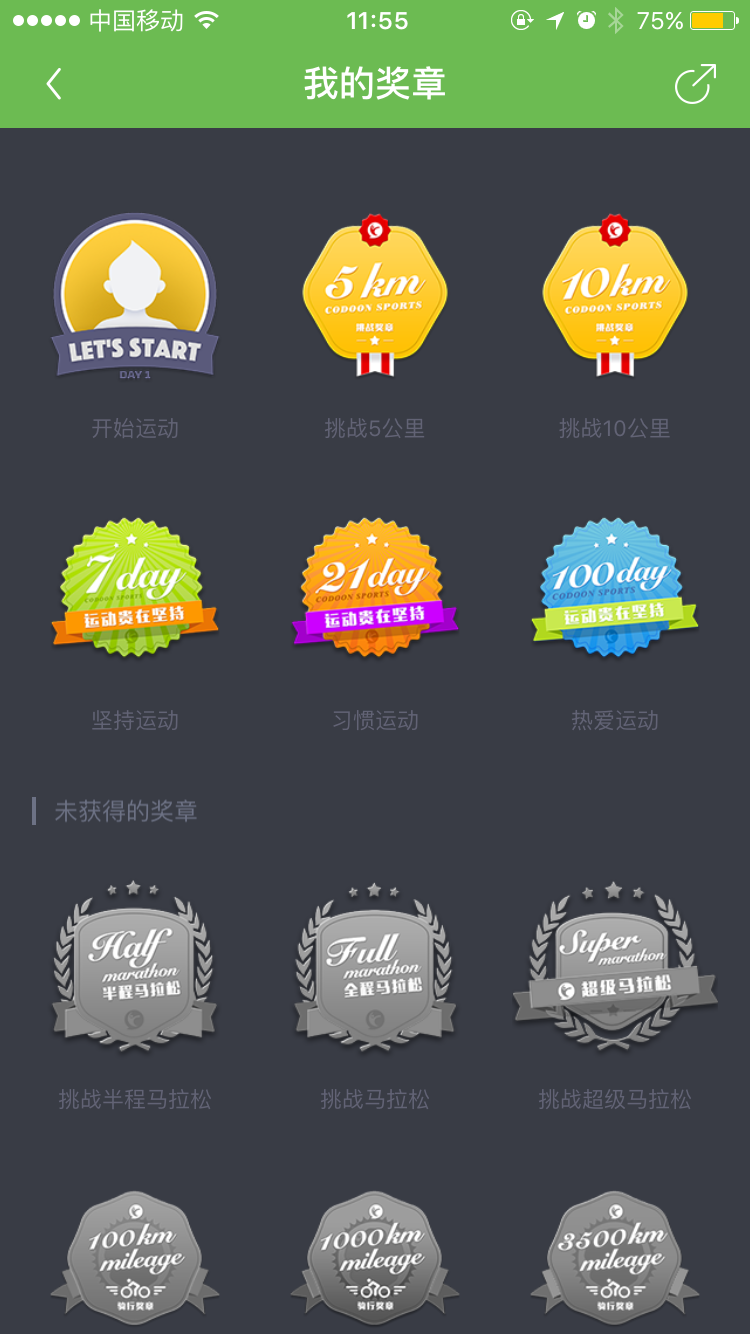 中国移动 11:55 75%
我的奖章
LET'S START
DAY 1
5 km
CODOON SPORTS
挑战奖章
10km
CODOON SPORTS
挑战奖章
开始运动 挑战5公里 挑战10公里
7day
CODOON SPORTS
运动贵在坚持
21day
CODOON SPORTS
运动贵在坚持
100day
CODOON SPORTS
运动贵在坚持
坚持运动 习惯运动 热爱运动
未获得的奖章
Half
marathon
半程马拉松
Full
marathon
全程马拉松
Super
marathon
超级马拉松
挑战半程马拉松 挑战马拉松 挑战超级马拉松
100km
mileage
骑行奖章
1000km
mileage
骑行奖章
3500km
mileage
骑行奖章